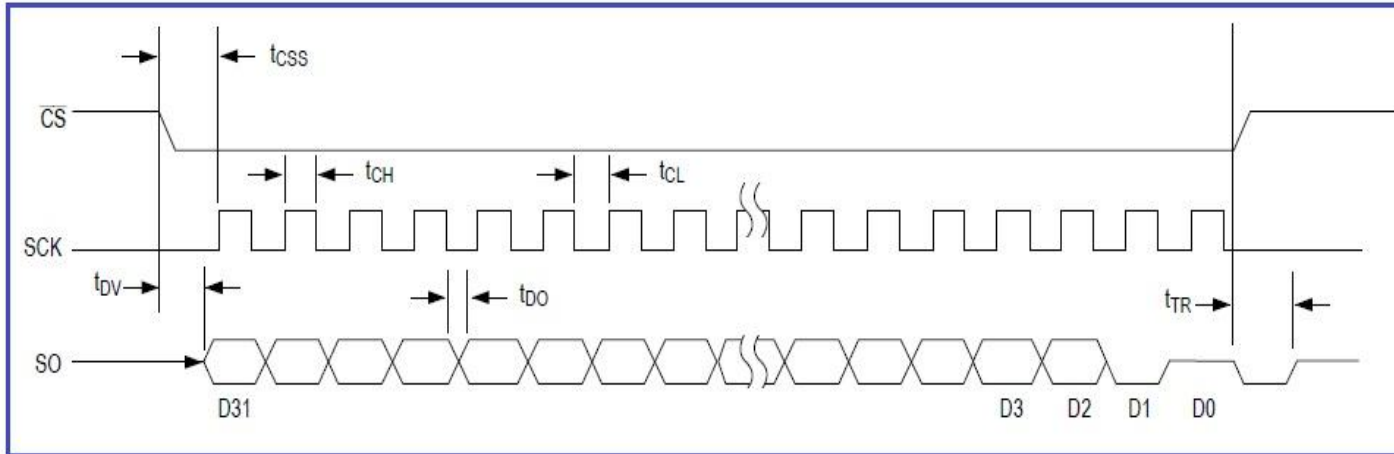 tCSS
CS
tCH
tCL
SCK
tDV
tDO
tTR
SO
D31
D3
D2
D1
D0